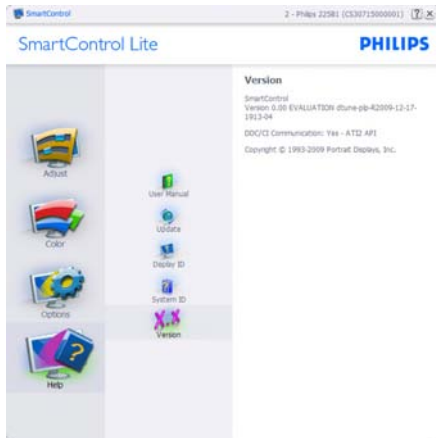 SmartControl
2 - Philips 225B1 (CS30715000001)
? X
SmartControl Lite
PHILIPS
Adjust
Color
Options
Help
User Manual
Update
Display ID
System ID
X.X
Version
Version
SmartControl
Version 0.00 EVALUATION dtune-plp-R2009-12-17-
1913-04
DDC/CI Communication: Yes - ATI2 API
Copyright © 1993-2009 Portrait Displays, Inc.